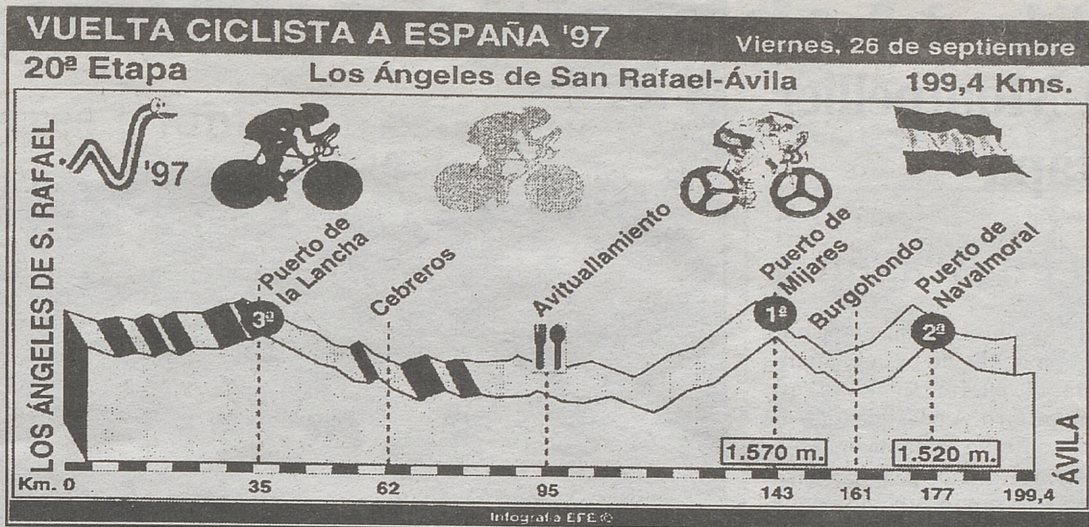 VUELTA CICLISTA A ESPAÑA '97
Viernes, 26 de septiembre
20ª Etapa
Los Ángeles de San Rafael-Ávila
199,4 Kms.
'97
LOS ÁNGELES DE S. RAFAEL
Puerto de
la Lancha
Cebreros
Avituallamiento
Puerto de
Mijares
Burgohondo
Puerto de
Navalmoral
3ª
1ª
2ª
1.570 m.
1.520 m.
ÁVILA
Km. 0
35
62
95
143
161
177
199,4
Infografía EFE ©